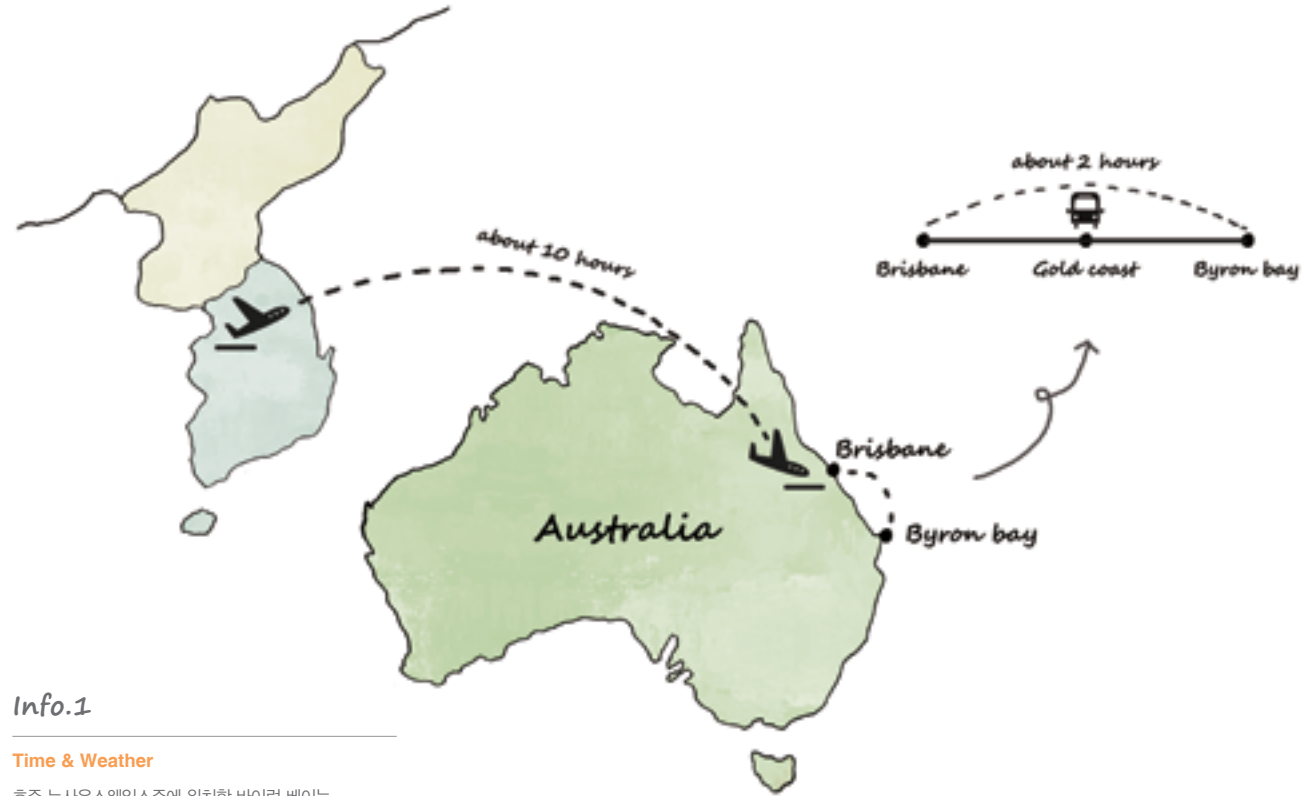 about 2 hours
Brisbane Gold coast Byron bay
about 10 hours
Brisbane
Australia
Byron bay
Info.1
Time & Weather